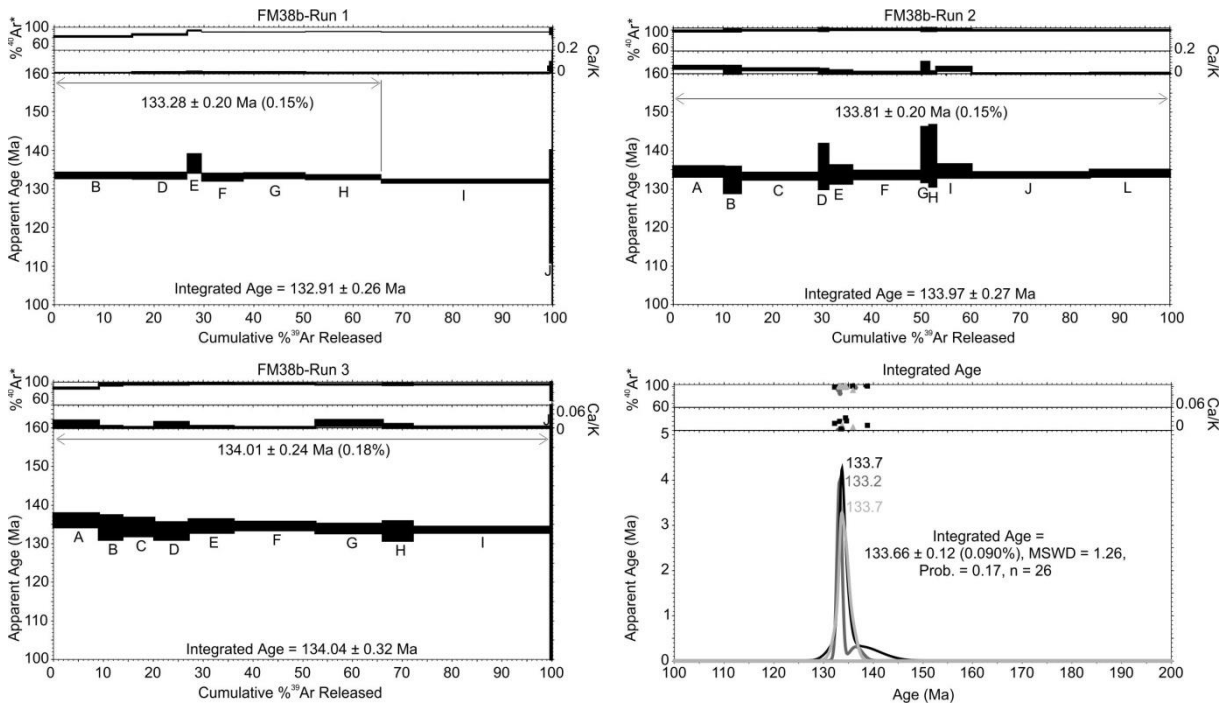 FM38b-Run 1
%⁴⁰Ar*
100
60
0.2
0
Ca/K
160
150
140
130
120
110
100
Apparent Age (Ma)
133.28 ± 0.20 Ma (0.15%)
B D E F G H I J
Integrated Age = 132.91 ± 0.26 Ma
0 10 20 30 40 50 60 70 80 90 100
Cumulative %³⁹Ar Released
FM38b-Run 2
%⁴⁰Ar*
100
60
0.2
0
Ca/K
160
150
140
130
120
110
100
Apparent Age (Ma)
133.81 ± 0.20 Ma (0.15%)
A B C D E F G H I J L
Integrated Age = 133.97 ± 0.27 Ma
0 10 20 30 40 50 60 70 80 90 100
Cumulative %³⁹Ar Released
FM38b-Run 3
%⁴⁰Ar*
100
60
0.06
0
Ca/K
160
150
140
130
120
110
100
Apparent Age (Ma)
134.01 ± 0.24 Ma (0.18%)
J
A B C D E F G H I
Integrated Age = 134.04 ± 0.32 Ma
0 10 20 30 40 50 60 70 80 90 100
Cumulative %³⁹Ar Released
Integrated Age
%⁴⁰Ar*
100
60
0.06
0
Ca/K
5
4
3
2
1
0
Apparent Age (Ma)
133.7
133.2
133.7
Integrated Age =
133.66 ± 0.12 (0.090%), MSWD = 1.26,
Prob. = 0.17, n = 26
100 110 120 130 140 150 160 170 180 190 200
Age (Ma)